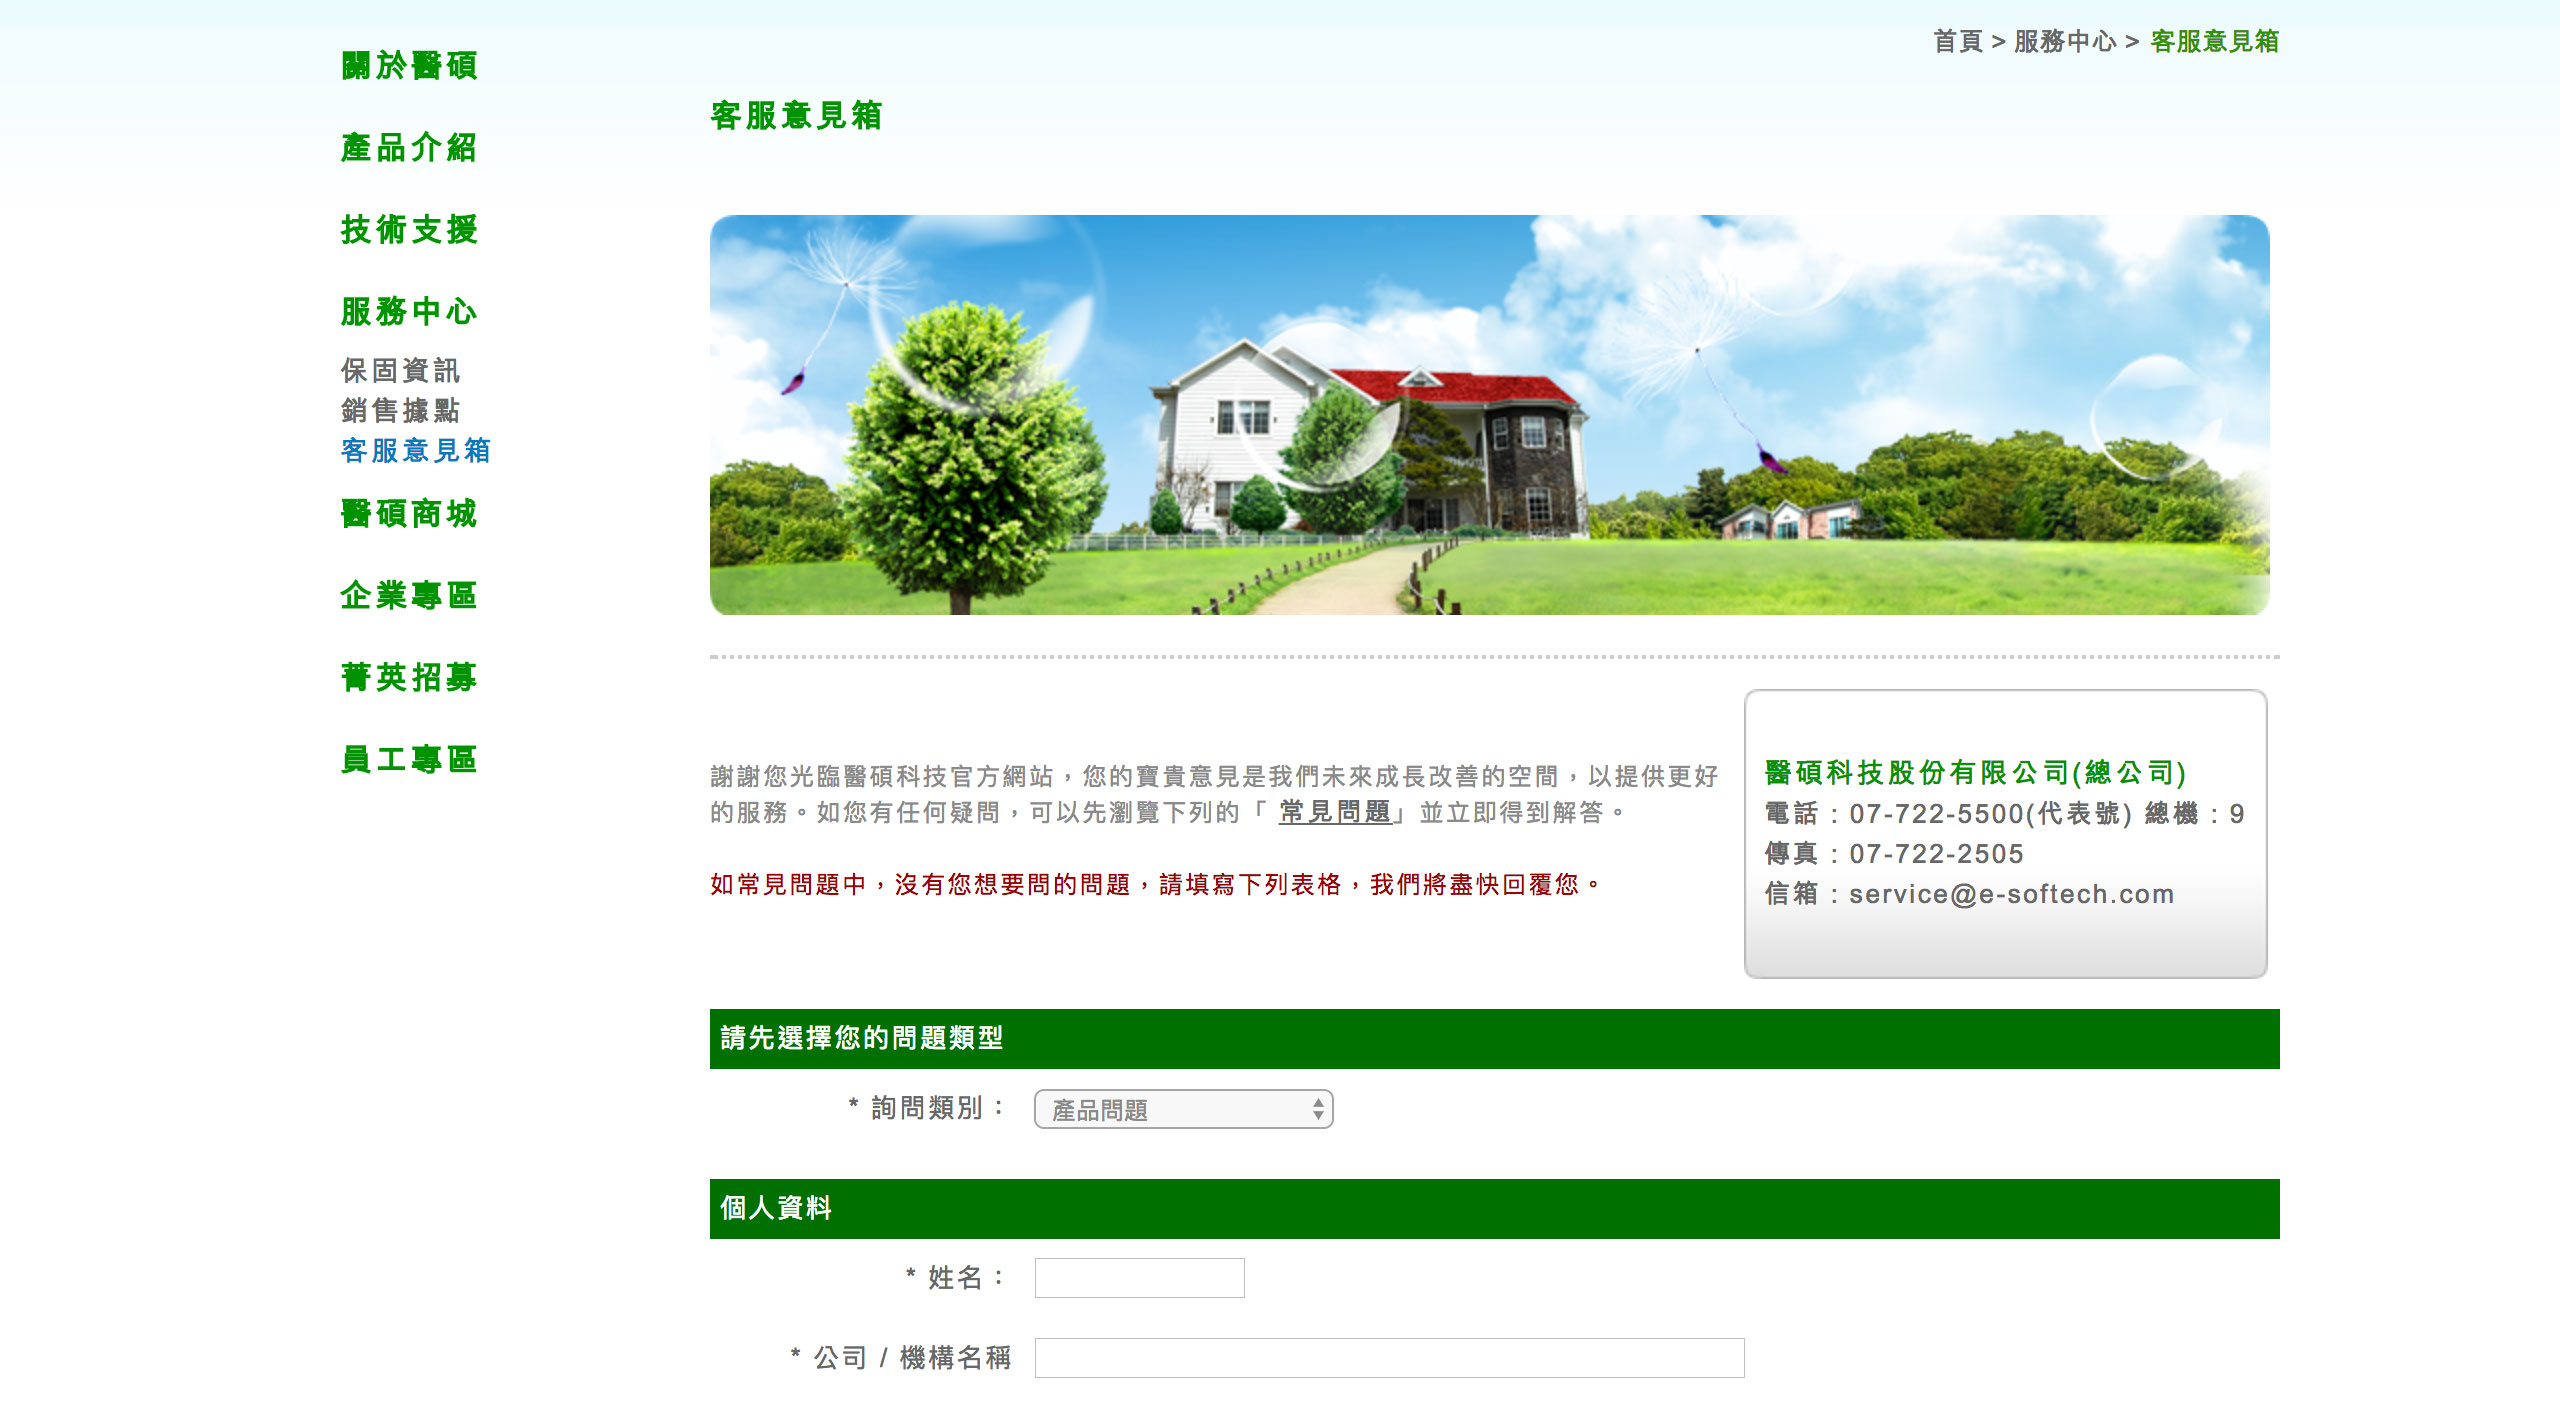 首頁 > 服務中心 > 客服意見箱
關於醫碩
產品介紹
技術支援
服務中心
保固資訊
銷售據點
客服意見箱
醫碩商城
企業專區
菁英招募
員工專區
客服意見箱
謝謝您光臨醫碩科技官方網站，您的寶貴意見是我們未來成長改善的空間，以提供更好
的服務。如您有任何疑問，可以先瀏覽下列的「 常見問題」並立即得到解答。
如常見問題中，沒有您想要問的問題，請填寫下列表格，我們將盡快回覆您。
醫碩科技股份有限公司(總公司)
電話：07-722-5500(代表號) 總機：9
傳真：07-722-2505
信箱：service@e-softech.com
請先選擇您的問題類型
* 詢問類別： 產品問題
個人資料
* 姓名：
* 公司 / 機構名稱